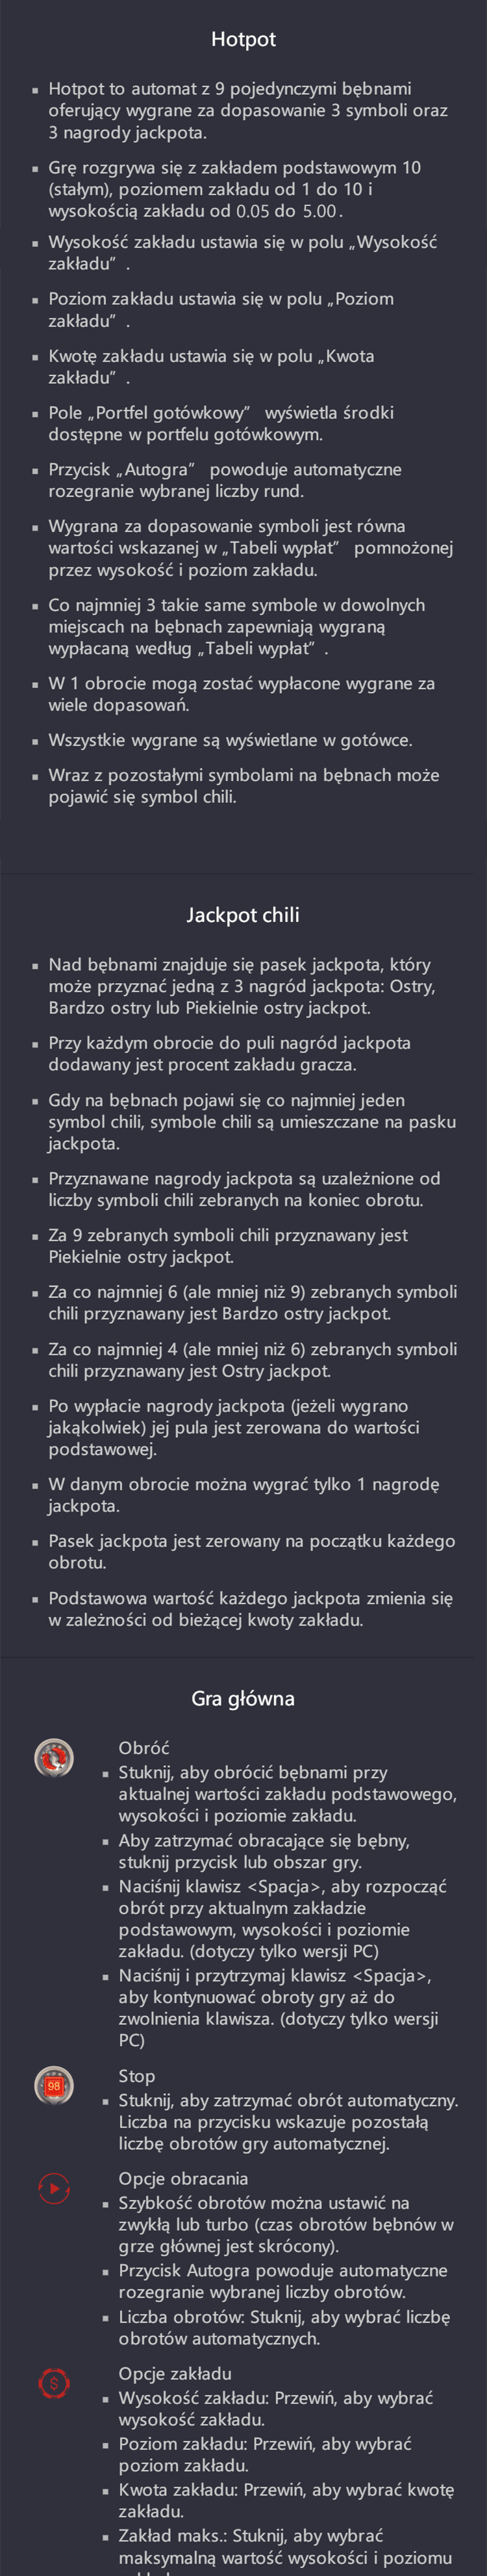 Hotpot
▪ Hotpot to automat z 9 pojedynczymi bębnami
oferujący wygrane za dopasowanie 3 symboli oraz
3 nagrody jackpota.
▪ Grę rozgrywa się z zakładem podstawowym 10
(stałym), poziomem zakładu od 1 do 10 i
wysokością zakładu od 0.05 do 5.00.
▪ Wysokość zakładu ustawia się w polu „Wysokość
zakładu” .
▪ Poziom zakładu ustawia się w polu „Poziom
zakładu” .
▪ Kwotę zakładu ustawia się w polu „Kwota
zakładu” .
▪ Pole „Portfel gotówkowy” wyświetla środki
dostępne w portfelu gotówkowym.
▪ Przycisk „Autogra” powoduje automatyczne
rozegranie wybranej liczby rund.
▪ Wygrana za dopasowanie symboli jest równa
wartości wskazanej w „Tabeli wypłat” pomnożonej
przez wysokość i poziom zakładu.
▪ Co najmniej 3 takie same symbole w dowolnych
miejscach na bębnach zapewniają wygraną
wypłacaną według „Tabeli wypłat” .
▪ W 1 obrocie mogą zostać wypłacone wygrane za
wiele dopasowań.
▪ Wszystkie wygrane są wyświetlane w gotówce.
▪ Wraz z pozostałymi symbolami na bębnach może
pojawić się symbol chili.
Jackpot chili
▪ Nad bębnami znajduje się pasek jackpota, który
może przyznać jedną z 3 nagród jackpota: Ostry,
Bardzo ostry lub Piekielnie ostry jackpot.
▪ Przy każdym obrocie do puli nagród jackpota
dodawany jest procent zakładu gracza.
▪ Gdy na bębnach pojawi się co najmniej jeden
symbol chili, symbole chili są umieszczane na pasku
jackpota.
▪ Przyznawane nagrody jackpota są uzależnione od
liczby symboli chili zebranych na koniec obrotu.
▪ Za 9 zebranych symboli chili przyznawany jest
Piekielnie ostry jackpot.
▪ Za co najmniej 6 (ale mniej niż 9) zebranych symboli
chili przyznawany jest Bardzo ostry jackpot.
▪ Za co najmniej 4 (ale mniej niż 6) zebranych symboli
chili przyznawany jest Ostry jackpot.
▪ Po wypłacie nagrody jackpota (jeżeli wygrano
jakąkolwiek) jej pula jest zerowana do wartości
podstawowej.
▪ W danym obrocie można wygrać tylko 1 nagrodę
jackpota.
▪ Pasek jackpota jest zerowany na początku każdego
obrotu.
▪ Podstawowa wartość każdego jackpota zmienia się
w zależności od bieżącej kwoty zakładu.
Gra główna
Obróć
▪ Stuknij, aby obrócić bębnami przy
aktualnej wartości zakładu podstawowego,
wysokości i poziomie zakładu.
▪ Aby zatrzymać obracające się bębny,
stuknij przycisk lub obszar gry.
▪ Naciśnij klawisz <Spacja>, aby rozpocząć
obrót przy aktualnym zakładzie
podstawowym, wysokości i poziomie
zakładu. (dotyczy tylko wersji PC)
▪ Naciśnij i przytrzymaj klawisz <Spacja>,
aby kontynuować obroty gry aż do
zwolnienia klawisza. (dotyczy tylko wersji
PC)
98
Stop
▪ Stuknij, aby zatrzymać obrót automatyczny.
Liczba na przycisku wskazuje pozostałą
liczbę obrotów gry automatycznej.
Opcje obracania
▪ Szybkość obrotów można ustawić na
zwykłą lub turbo (czas obrotów bębnów w
grze głównej jest skrócony).
▪ Przycisk Autogra powoduje automatyczne
rozegranie wybranej liczby obrotów.
▪ Liczba obrotów: Stuknij, aby wybrać liczbę
obrotów automatycznych.
$
Opcje zakładu
▪ Wysokość zakładu: Przewiń, aby wybrać
wysokość zakładu.
▪ Poziom zakładu: Przewiń, aby wybrać
poziom zakładu.
▪ Kwota zakładu: Przewiń, aby wybrać kwotę
zakładu.
▪ Zakład maks.: Stuknij, aby wybrać
maksymalną wartość wysokości i poziomu